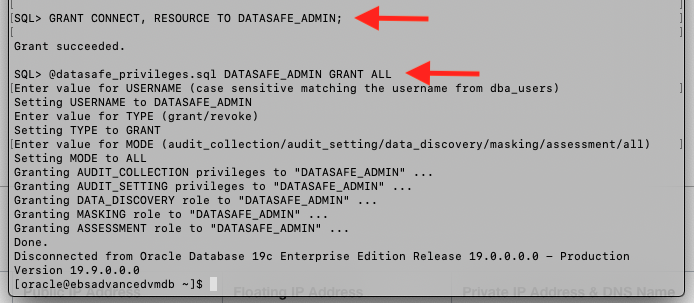 [
SQL> GRANT CONNECT, RESOURCE TO DATASAFE_ADMIN;
[
Grant succeeded.
SQL> @datasafe_privileges.sql DATASAFE_ADMIN GRANT ALL
[Enter value for USERNAME (case sensitive matching the username from dba_users) ]
Setting USERNAME to DATASAFE_ADMIN
Enter value for TYPE (grant/revoke)
Setting TYPE to GRANT
[Enter value for MODE (audit_collection/audit_setting/data_discovery/masking/assessment/all) ]
Setting MODE to ALL
Granting AUDIT_COLLECTION privileges to "DATASAFE_ADMIN" ...
Granting AUDIT_SETTING privileges to "DATASAFE_ADMIN" ...
Granting DATA_DISCOVERY role to "DATASAFE_ADMIN" ...
Granting MASKING role to "DATASAFE_ADMIN" ...
Granting ASSESSMENT role to "DATASAFE_ADMIN" ...
Done.
Disconnected from Oracle Database 19c Enterprise Edition Release 19.0.0.0.0 - Production
Version 19.9.0.0.0
[oracle@ebsadvancedvmdb ~]$
Public IP Address Floating IP Address Private IP Address & DNS Name